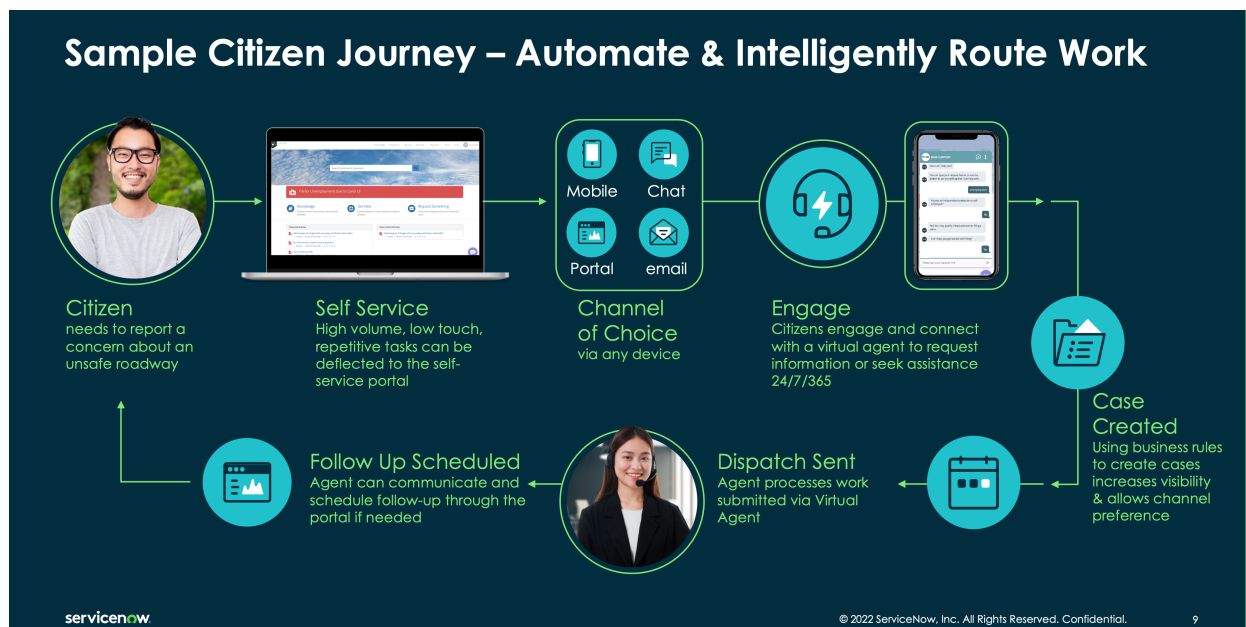 Sample Citizen Journey – Automate & Intelligently Route Work
Citizen
needs to report a
concern about an
unsafe roadway
Self Service
High volume, low touch,
repetitive tasks can be
deflected to the self-
service portal
Knowledge
Get Help
Request Something
Mobile
Chat
Portal
email
Channel
of Choice
via any device
Engage
Citizens engage and connect
with a virtual agent to request
information or seek assistance
24/7/365
Case
Created
Using business rules
to create cases
increases visibility
& allows channel
preference
Dispatch Sent
Agent processes work
submitted via Virtual
Agent
Follow Up Scheduled
Agent can communicate and
schedule follow-up through the
portal if needed
servicenow
© 2022 ServiceNow, Inc. All Rights Reserved. Confidential.
9